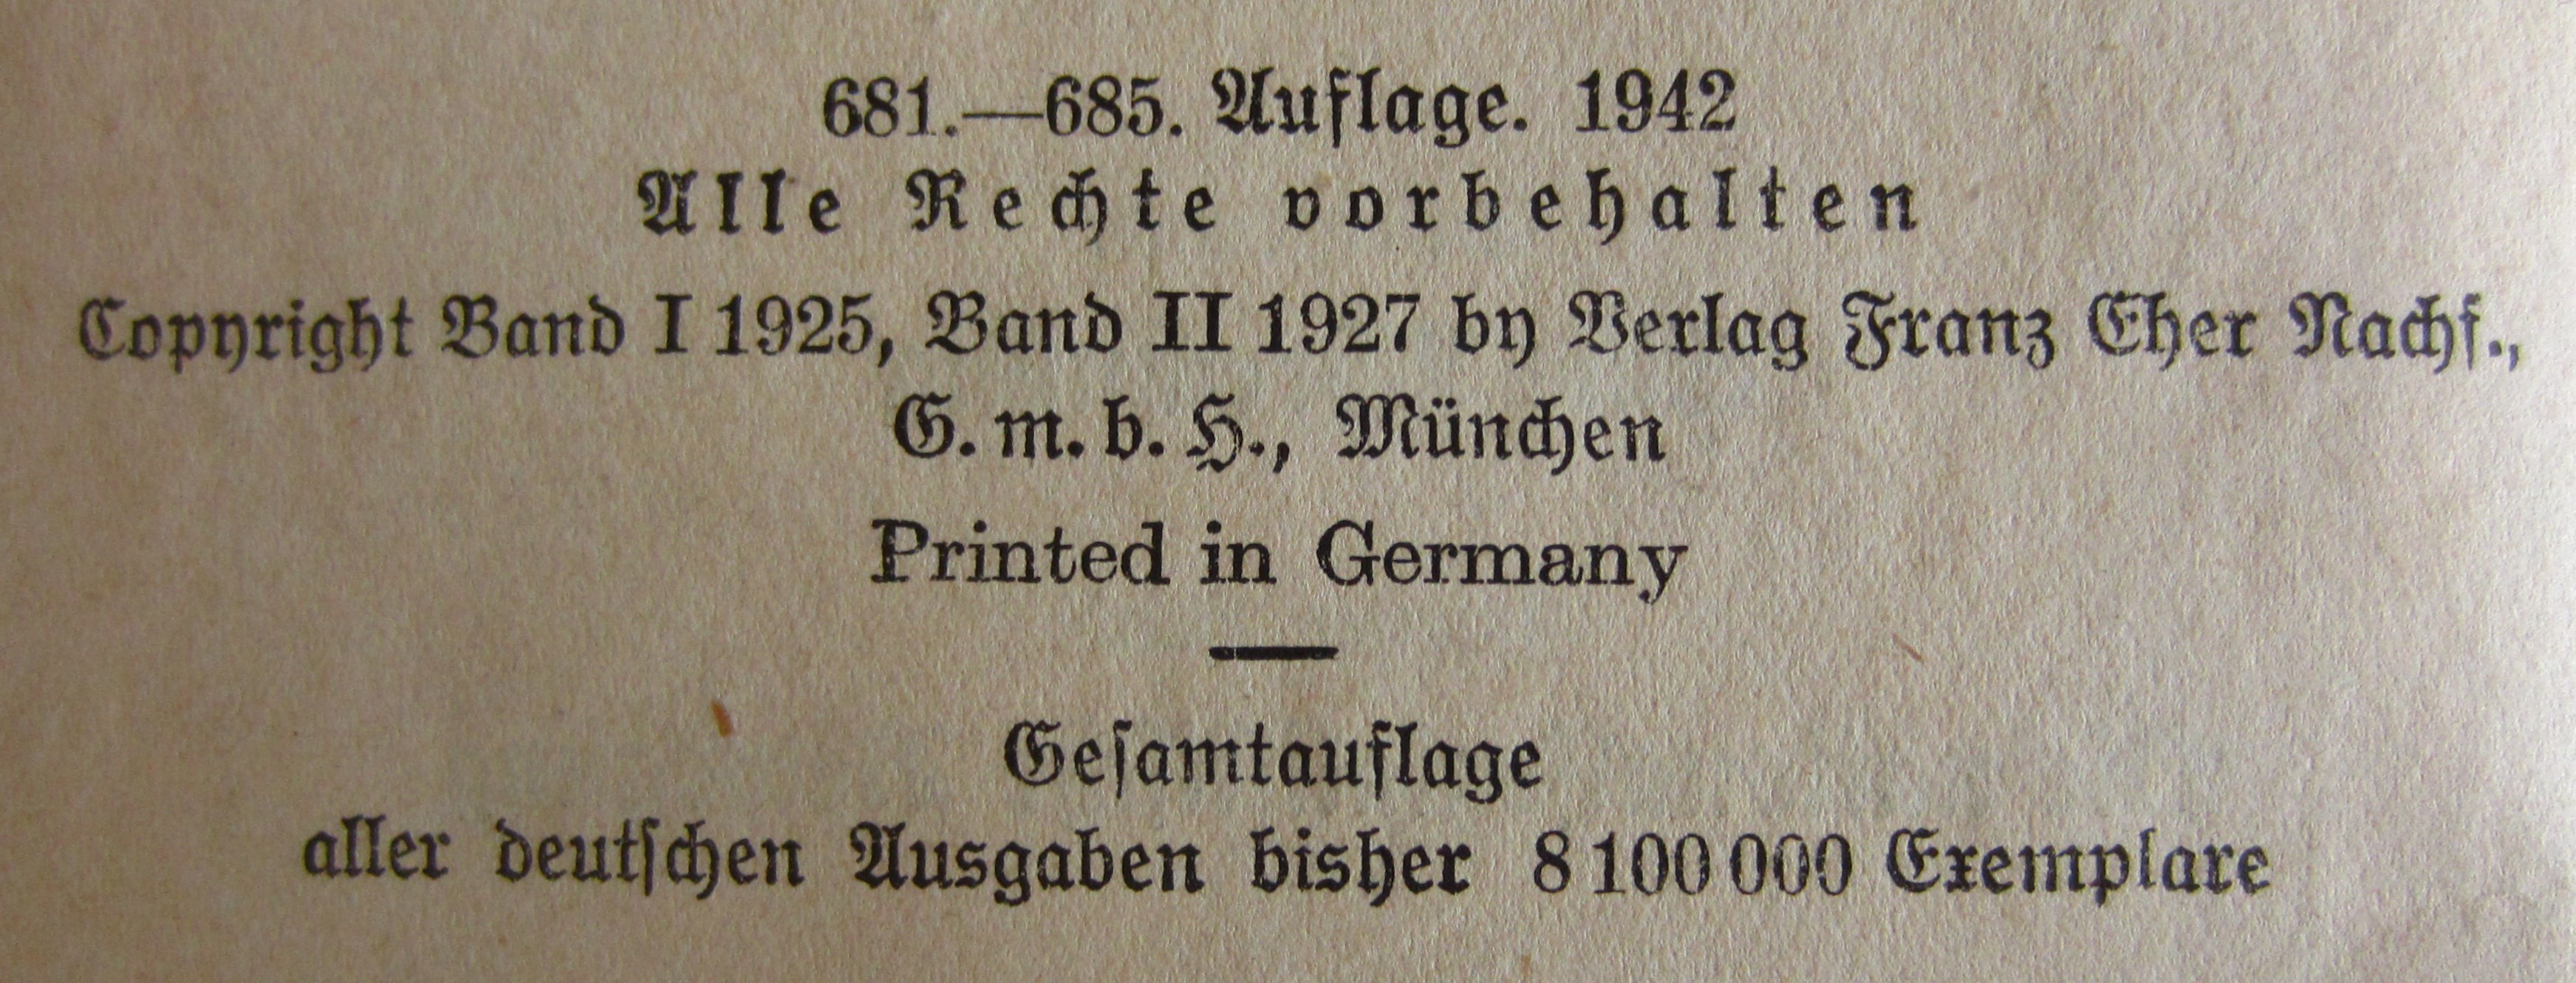 681.—685. Auflage. 1942
Alle Rechte vorbehalten
Copyright Band I 1925, Band II 1927 by Verlag Franz Eher Nachf.,
G. m. b. H., München
Printed in Germany
Geſamtauflage
aller deutſchen Ausgaben bisher 8 100 000 Exemplare